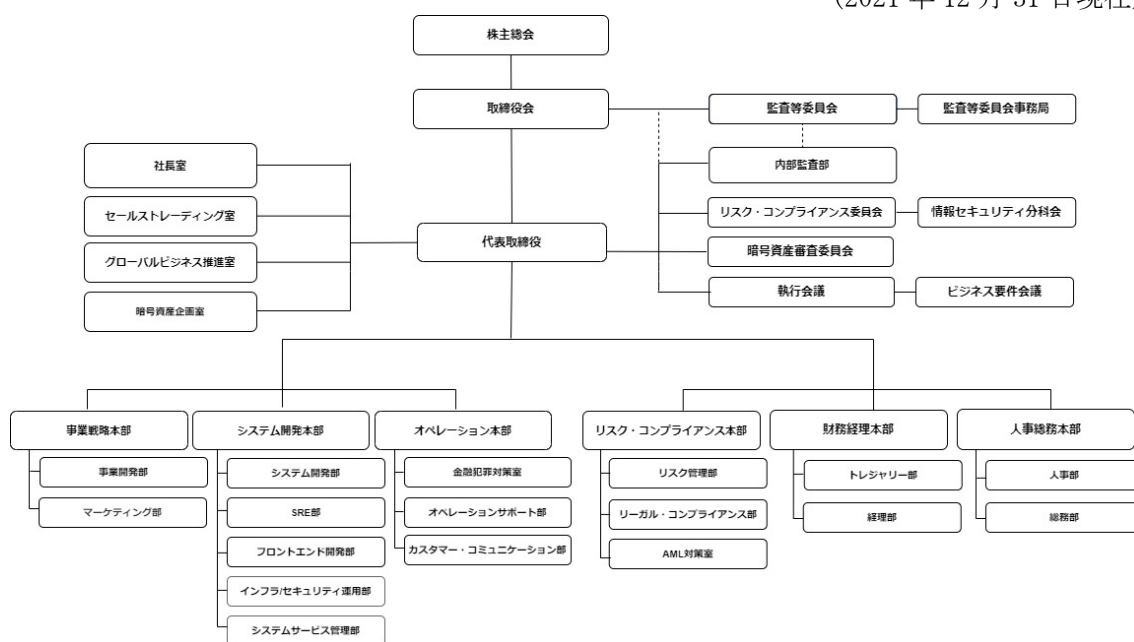 (2021 年 12 月 31 日現在)
株主総会
取締役会
監査等委員会
監査等委員会事務局
内部監査部
社長室
セールストレーディング室
リスク・コンプライアンス委員会
情報セキュリティ分科会
代表取締役
暗号資産審査委員会
グローバルビジネス推進室
執行会議
ビジネス要件会議
暗号資産企画室
事業戦略本部
システム開発本部
オペレーション本部
リスク・コンプライアンス本部
財務経理本部
人事総務本部
事業開発部
システム開発部
金融犯罪対策室
リスク管理部
トレジャリー部
人事部
マーケティング部
SRE部
オペレーションサポート部
リーガル・コンプライアンス部
経理部
総務部
フロントエンド開発部
カスタマー・コミュニケーション部
AML対策室
インフラ/セキュリティ運用部
システムサービス管理部